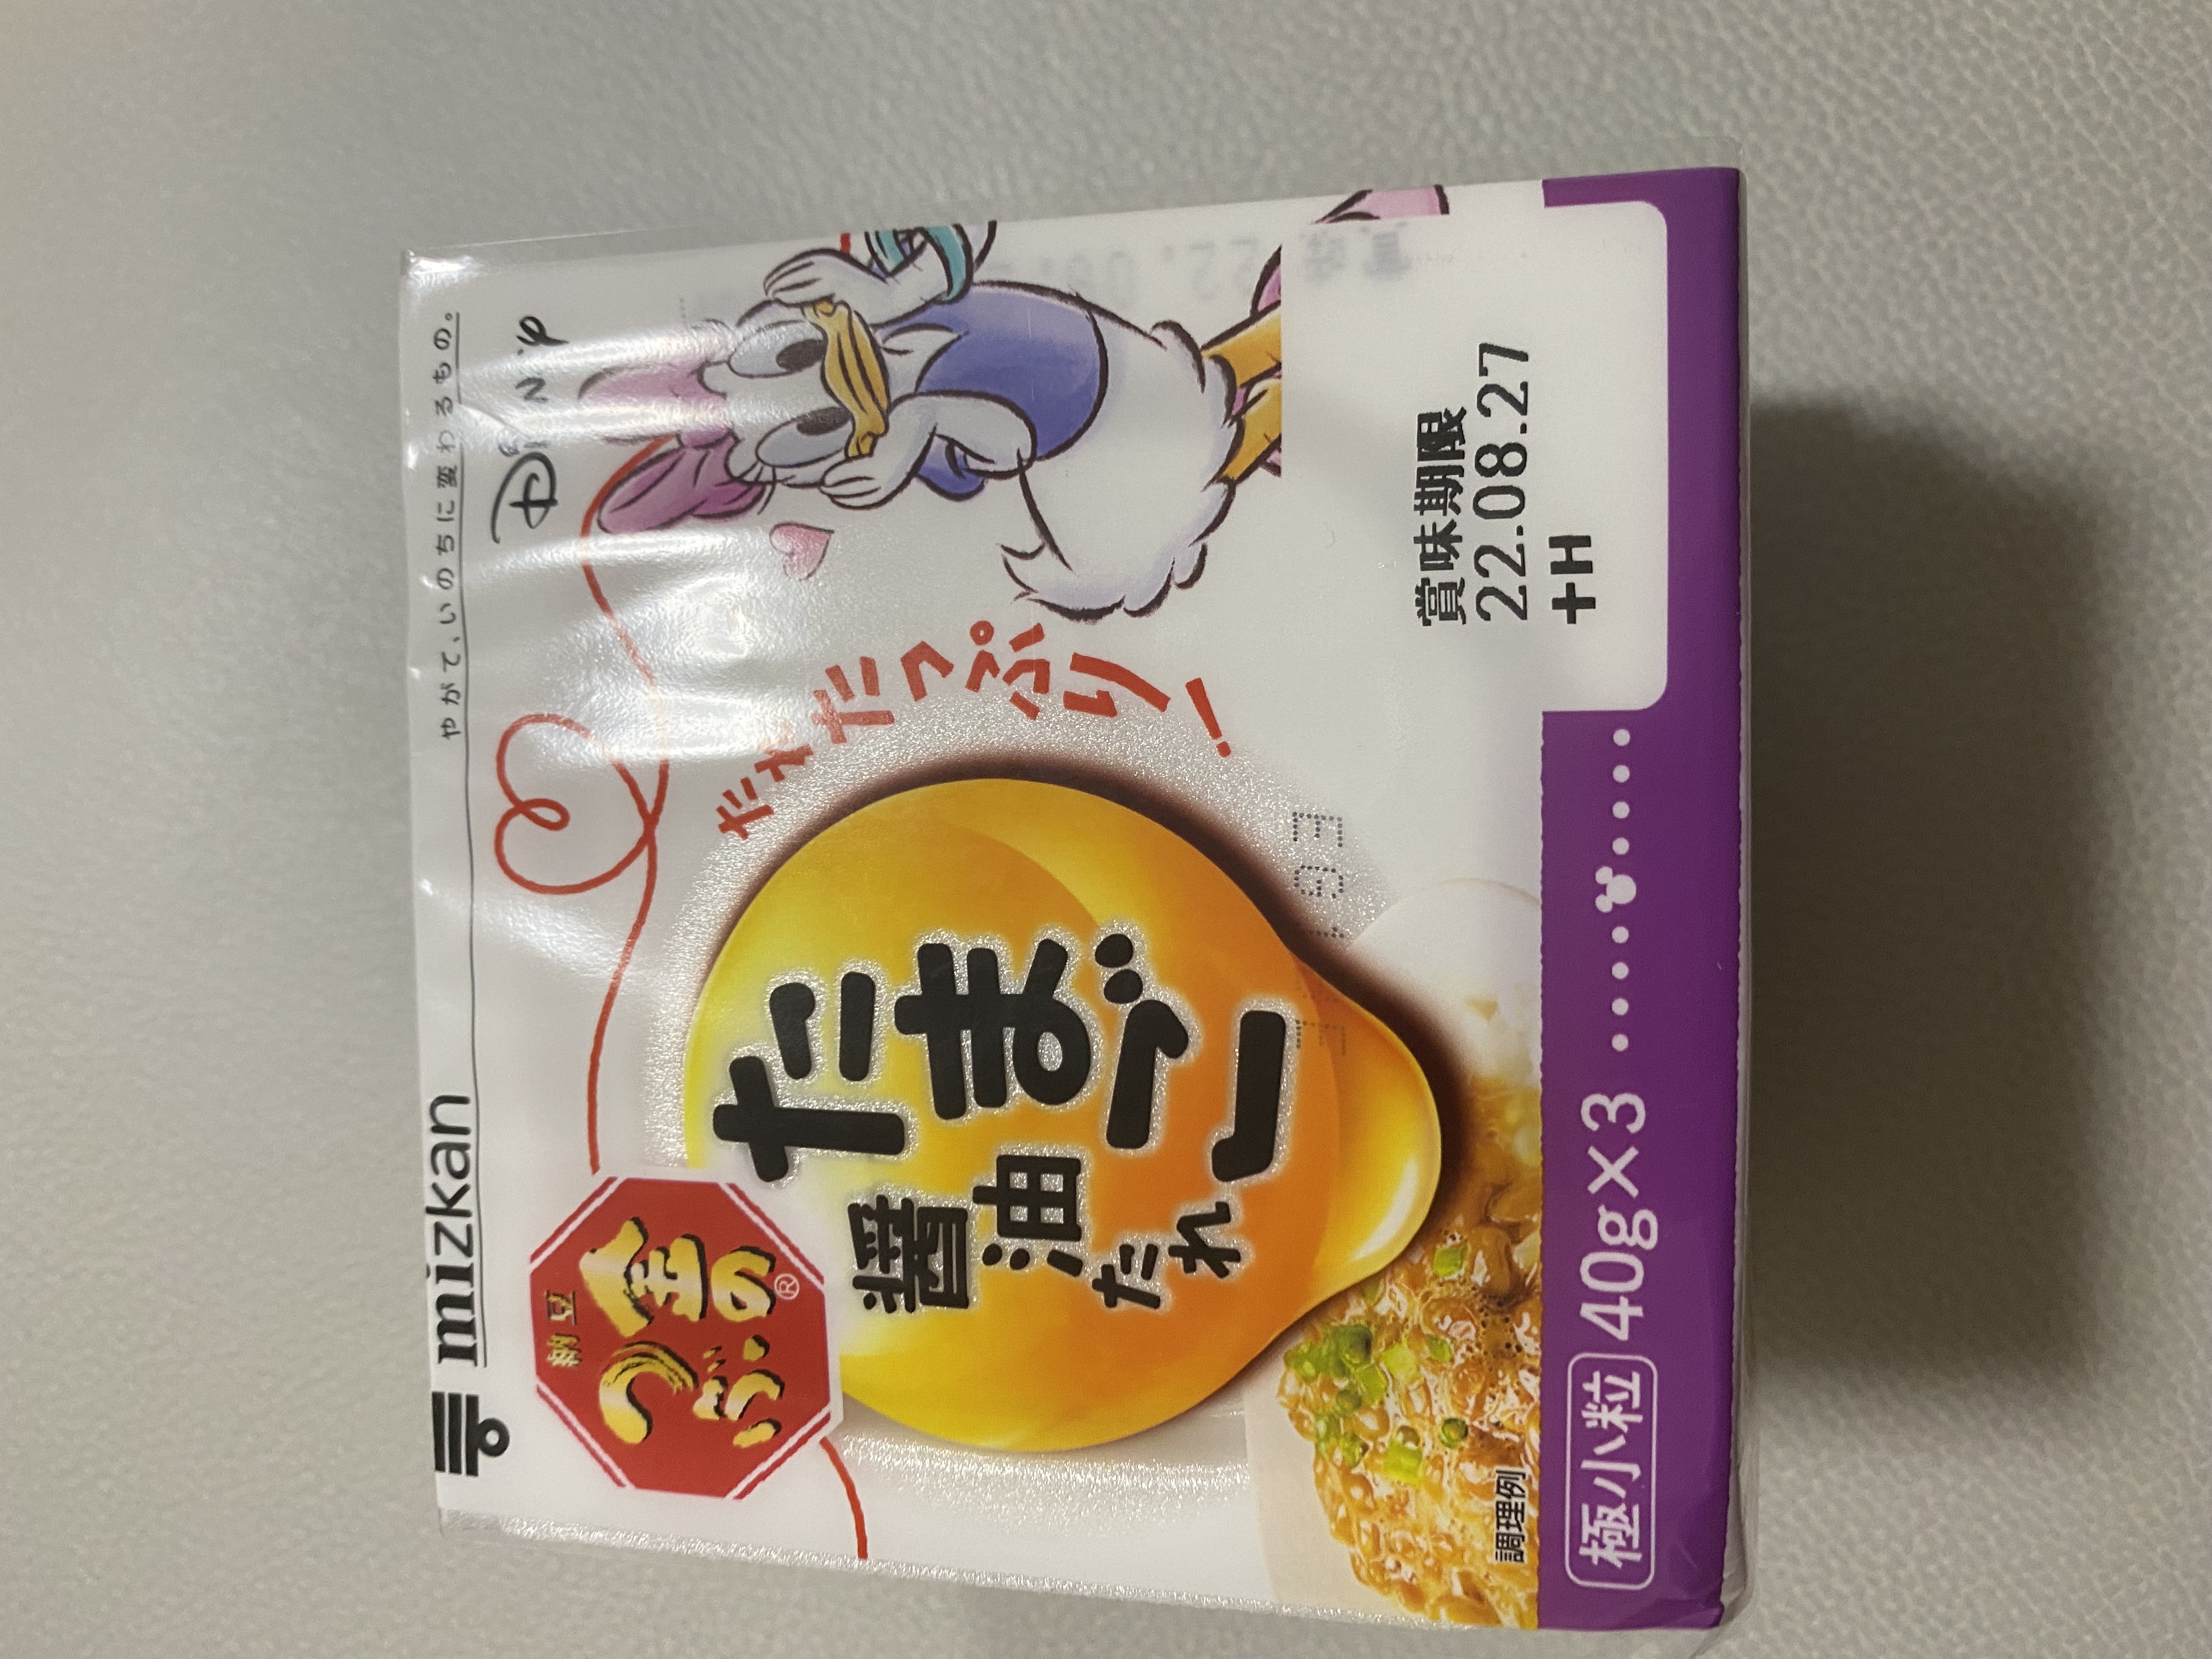 mizkan
やがて、いのちに変わるもの。
Disney
納豆
金の
つぶ®
たまご
醤油たれ
たれたっぷり!
調理例
賞味期限
22.08.27
+H
極小粒 40g×3